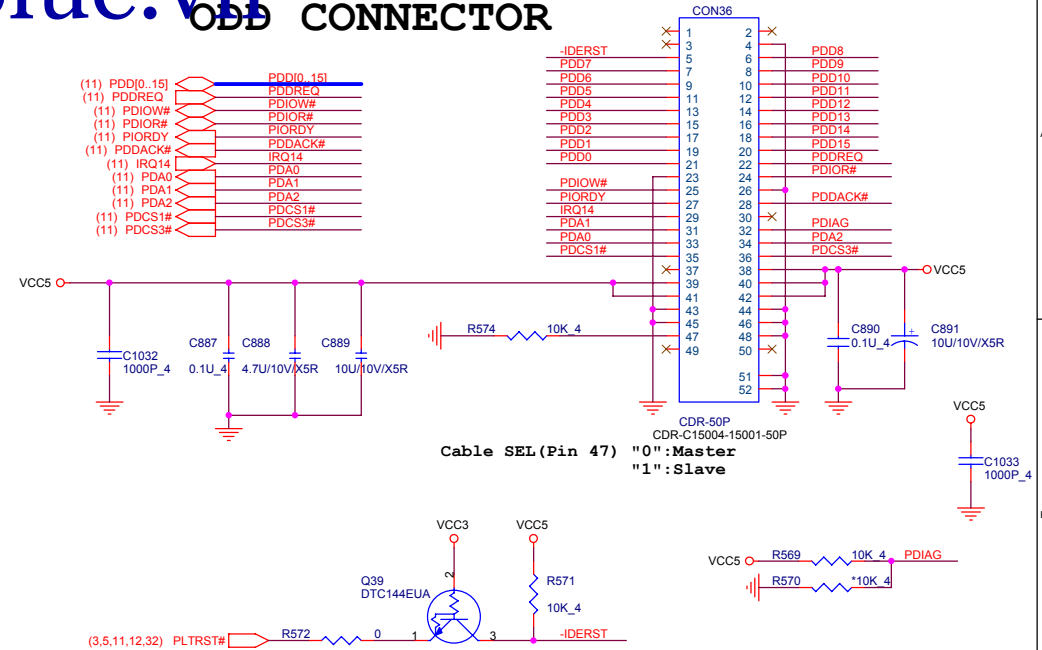 ODD CONNECTOR
(11) PDD[0..15] PDD[0..15]
(11) PDDREQ PDDREQ
(11) PDIOW# PDIOW#
(11) PDIOR# PDIOR#
(11) PIORDY PIORDY
(11) PDDACK# PDDACK#
(11) IRQ14 IRQ14
(11) PDA0 PDA0
(11) PDA1 PDA1
(11) PDA2 PDA2
(11) PDCS1# PDCS1#
(11) PDCS3# PDCS3#
CON36
1 2
3 4
-IDERST 5 6 PDD8
PDD7 7 8 PDD9
PDD6 9 10 PDD10
PDD5 11 12 PDD11
PDD4 13 14 PDD12
PDD3 15 16 PDD13
PDD2 17 18 PDD14
PDD1 19 20 PDD15
PDD0 21 22 PDDREQ
23 24 PDIOR#
PDIOW# 25 26
PIORDY 27 28 PDDACK#
IRQ14 29 30
PDA1 31 32 PDIAG
PDA0 33 34 PDA2
PDCS1# 35 36 PDCS3#
37 38 VCC5
VCC5 39 40
41 42
43 44
45 46
R574 10K_4 47 48
49 50
51
52
CDR-50P
CDR-C15004-15001-50P
C1032
1000P_4
C887
0.1U_4
C888
4.7U/10V/X5R
C889
10U/10V/X5R
C890
0.1U_4
+
C891
10U/10V/X5R
Cable SEL(Pin 47) "0":Master
"1":Slave
VCC5
C1033
1000P_4
VCC3
VCC5
Q39
DTC144EUA
2
R571
10K_4
(3,5,11,12,32) PLTRST# R572 0 1 3 -IDERST
VCC5 R569 10K_4 PDIAG
R570 *10K_4